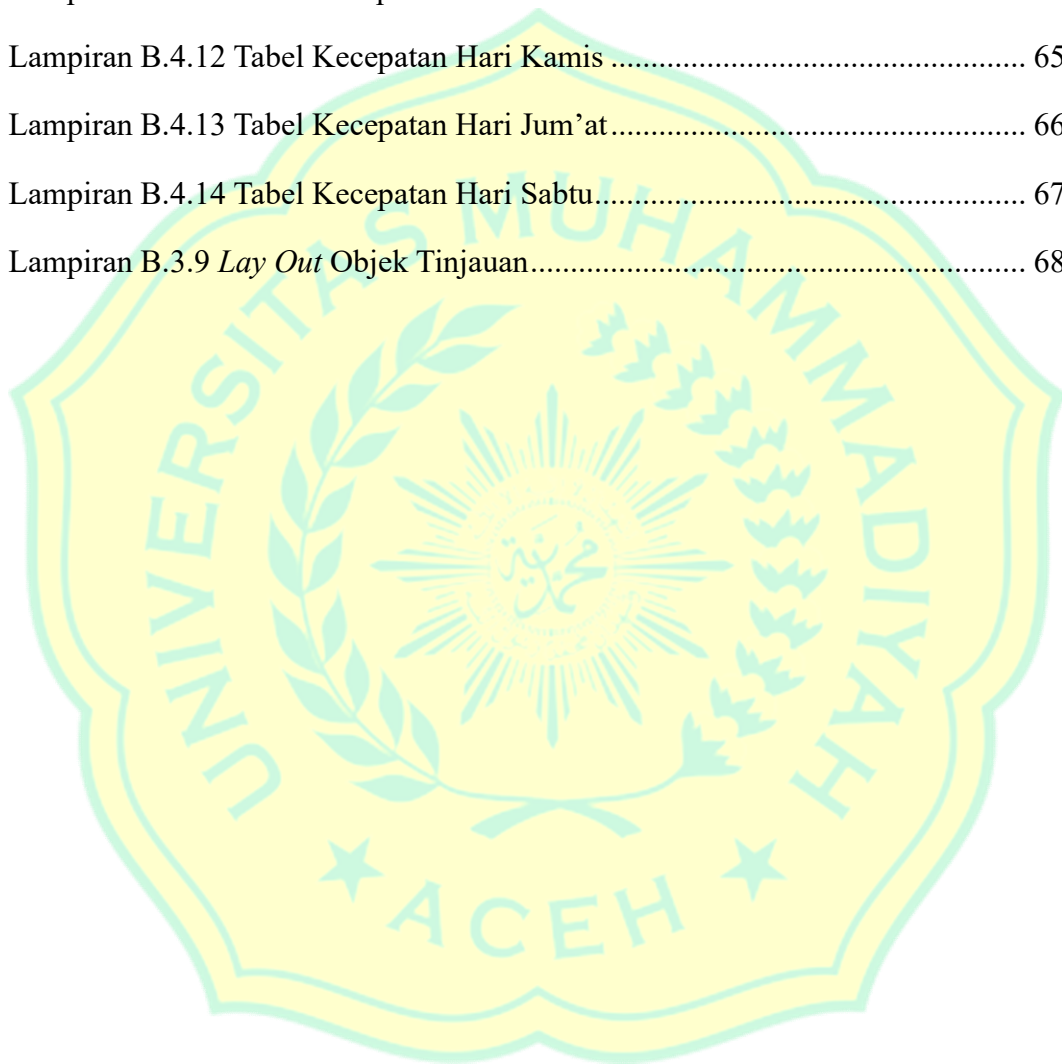 Lampiran B.4.12 Tabel Kecepatan Hari Kamis ........................................................ 65
Lampiran B.4.13 Tabel Kecepatan Hari Jum’at........................................................ 66
Lampiran B.4.14 Tabel Kecepatan Hari Sabtu.......................................................... 67
Lampiran B.3.9 Lay Out Objek Tinjauan................................................................... 68
UNIVERSITAS MUHAMMADIYAH
ACEH